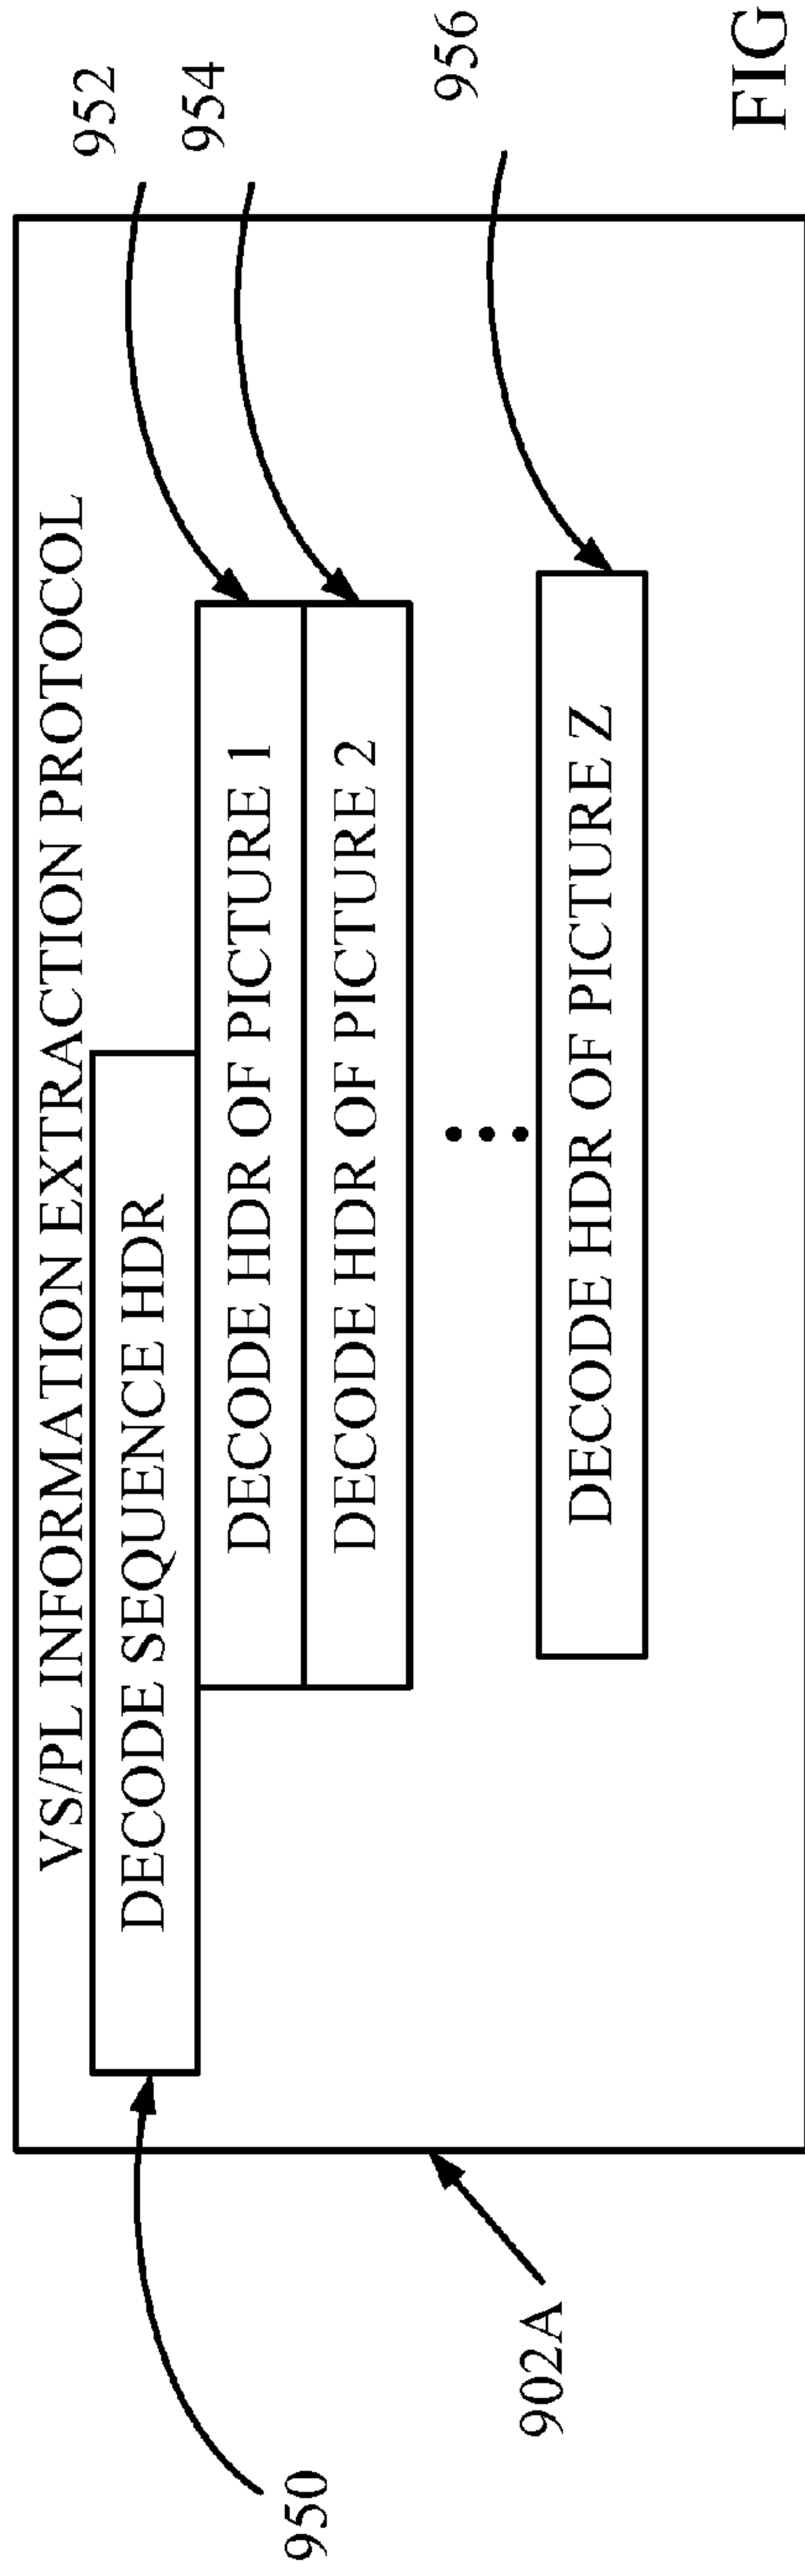 VS/PL INFORMATION EXTRACTION PROTOCOL
DECODE SEQUENCE HDR
DECODE HDR OF PICTURE 1
DECODE HDR OF PICTURE 2
DECODE HDR OF PICTURE Z
950
902A
952
954
956
FIG